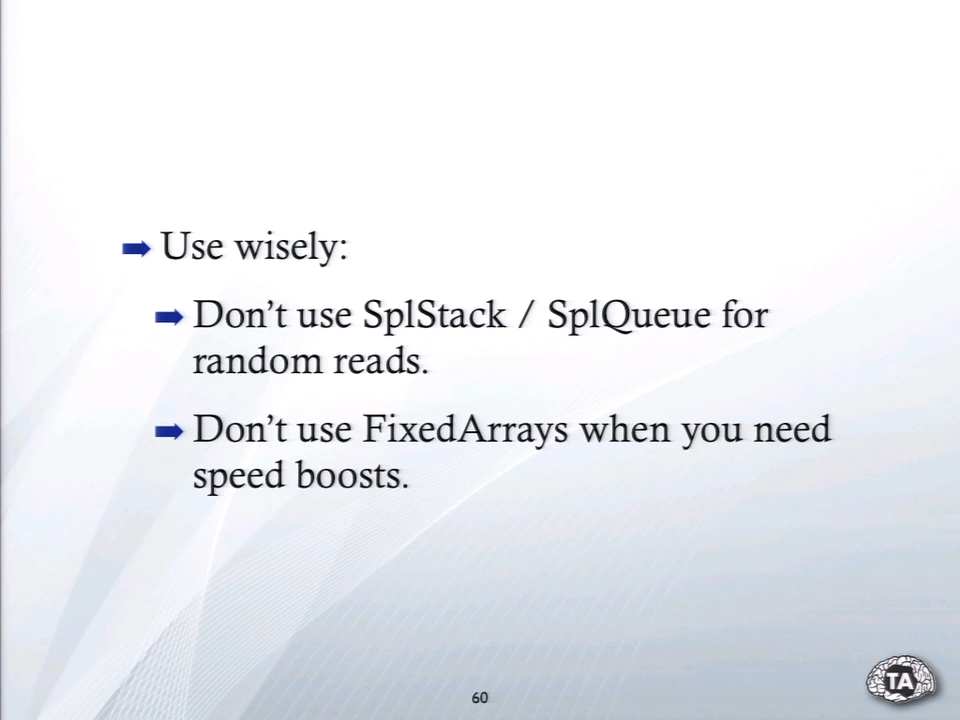 Use wisely:
Don’t use SplStack / SplQueue for
random reads.
Don’t use FixedArrays when you need
speed boosts.
60
TA